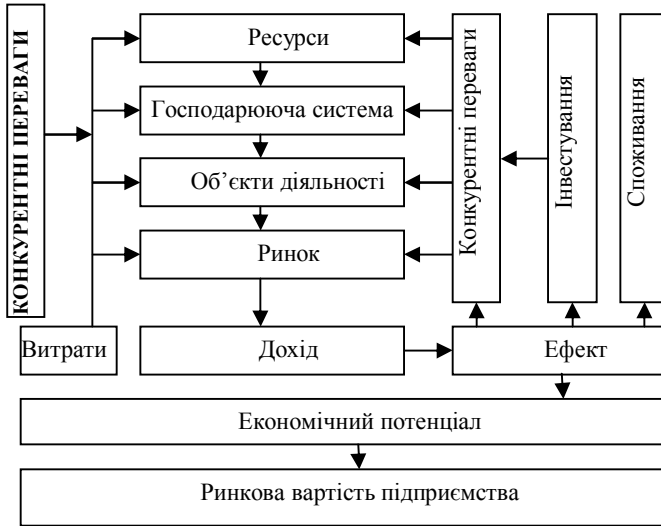 КОНКУРЕНТНІ ПЕРЕВАГИ
Ресурси
Господарююча система
Об’єкти діяльності
Ринок
Конкурентні переваги
Інвестування
Споживання
Витрати
Дохід
Ефект
Економічний потенціал
Ринкова вартість підприємства